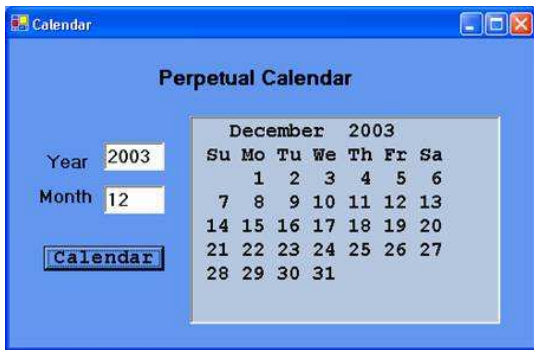 Calendar
Perpetual Calendar
Year 2003
Month 12
Calendar
December 2003
Su Mo Tu We Th Fr Sa
1 2 3 4 5 6
7 8 9 10 11 12 13
14 15 16 17 18 19 20
21 22 23 24 25 26 27
28 29 30 31